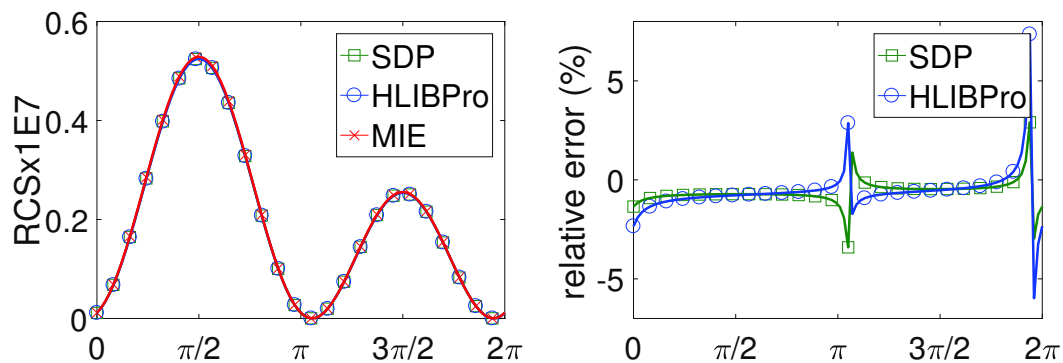 RCSx1E7
0.6
0.4
0.2
0
SDP
HLIBPro
MIE
0 π/2 π 3π/2 2π
relative error (%)
5
0
-5
SDP
HLIBPro
0 π/2 π 3π/2 2π